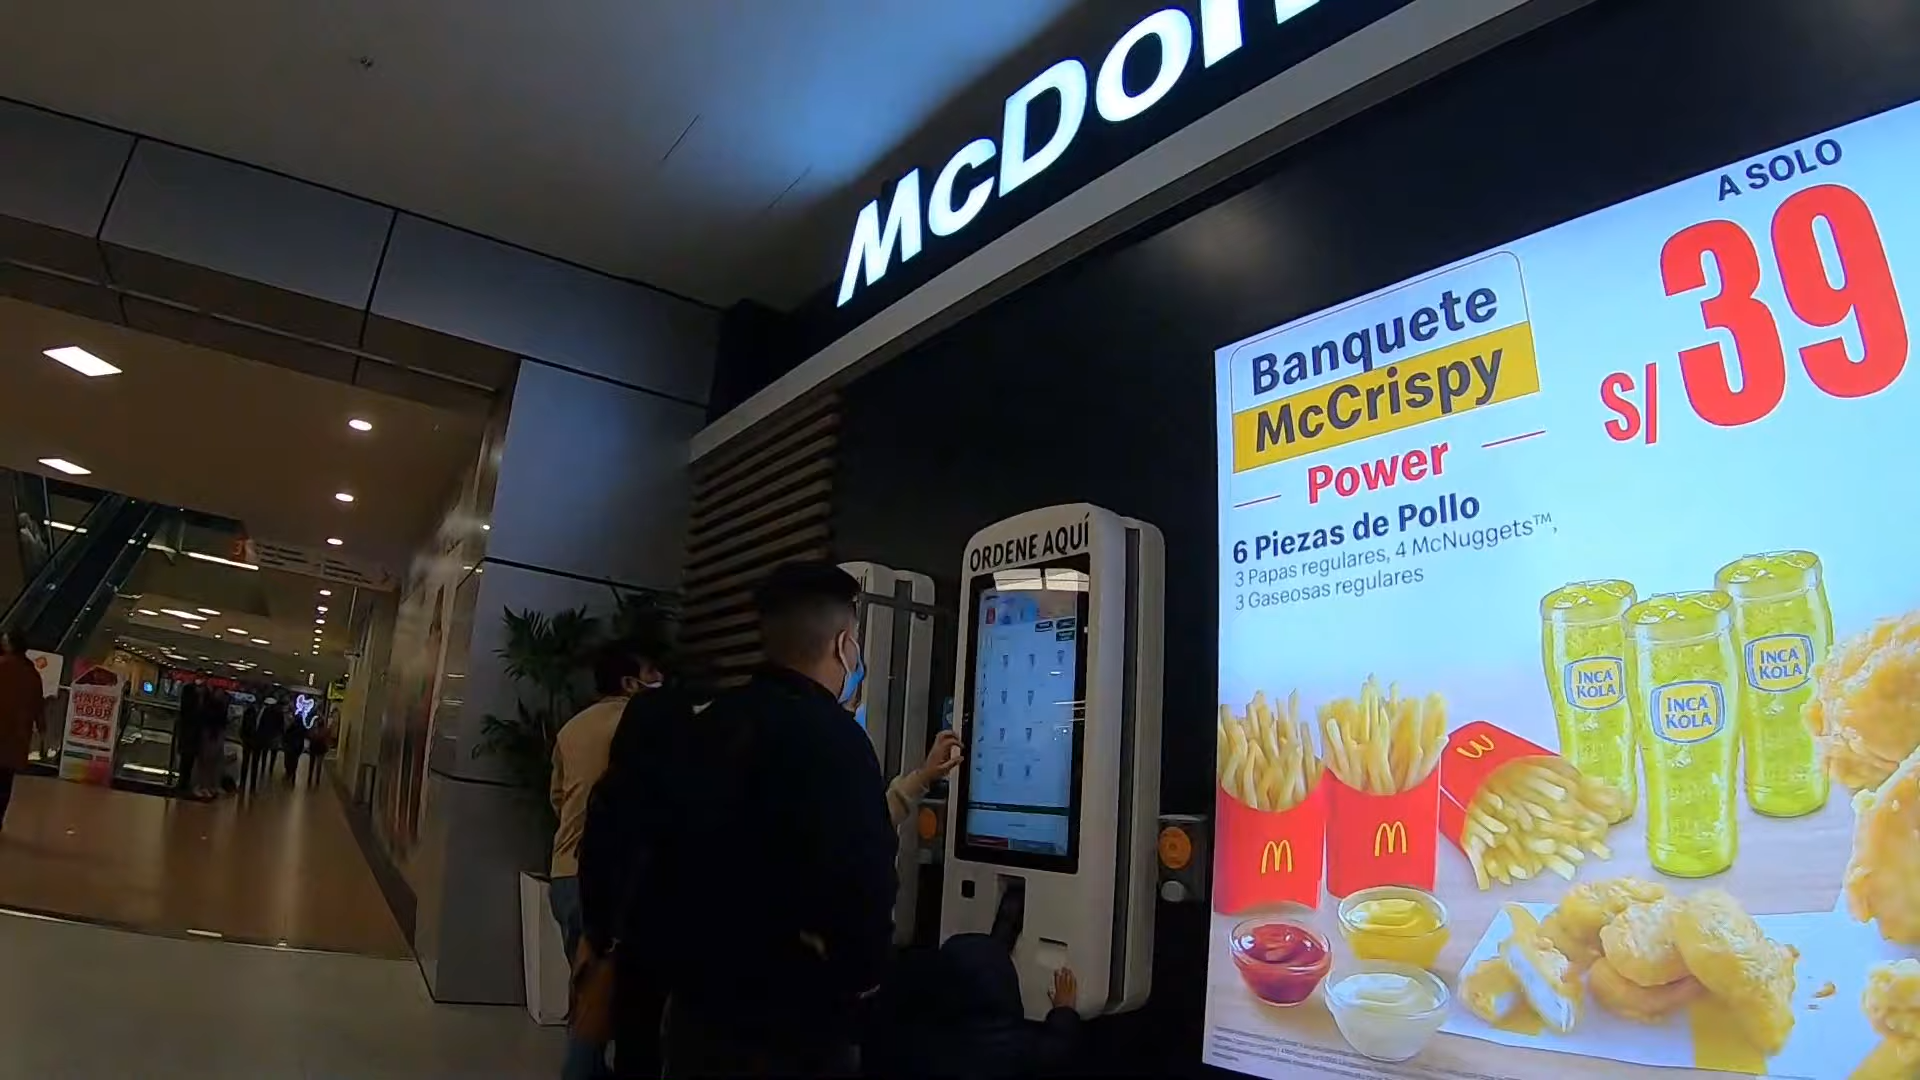 McDon
A SOLO
S/39
Banquete
McCrispy
Power
6 Piezas de Pollo
3 Papas regulares, 4 McNuggets™,
3 Gaseosas regulares
ORDENE AQUÍ
INCA
KOLA
INCA
KOLA
INCA
KOLA
HAPPY
HOUR
2X1